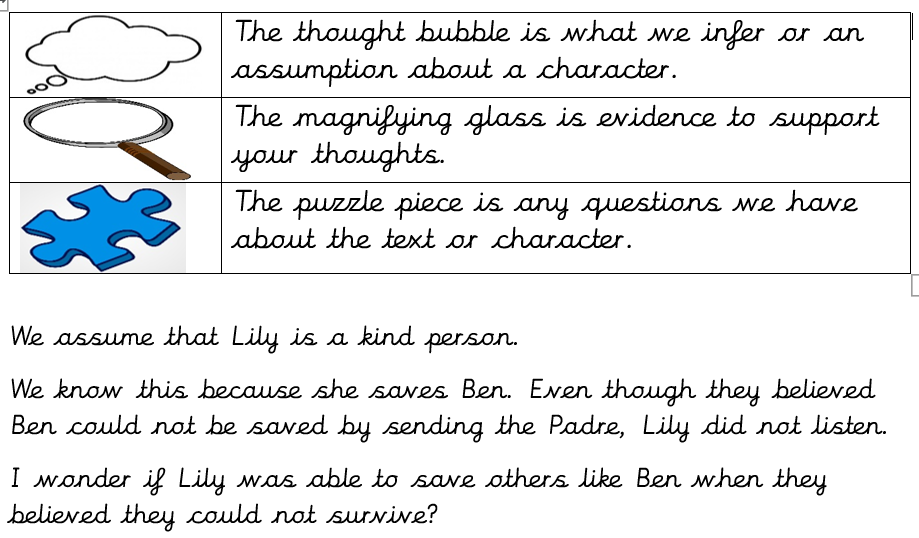 The thought bubble is what we infer or an
assumption about a character.
The magnifying glass is evidence to support
your thoughts.
The puzzle piece is any questions we have
about the text or character.
We assume that Lily is a kind person.
We know this because she saves Ben. Even though they believed
Ben could not be saved by sending the Padre, Lily did not listen.
I wonder if Lily was able to save others like Ben when they
believed they could not survive?